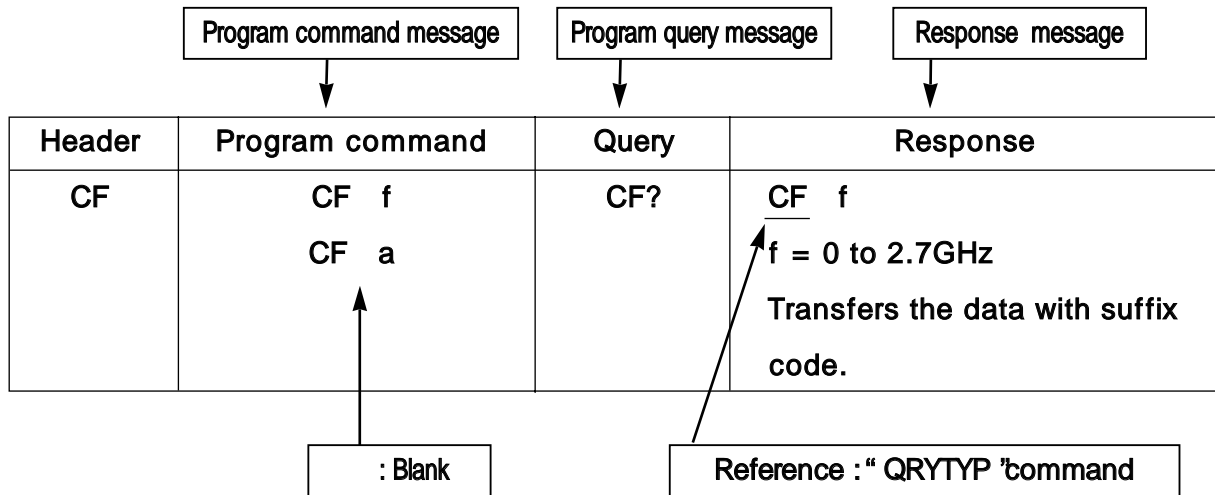 Program command message Program query message Response message
Header Program command Query Response
CF CF f CF? CF f
CF a f = 0 to 2.7GHz
Transfers the data with suffix
code.
: Blank Reference : “ QRYTYP ”command